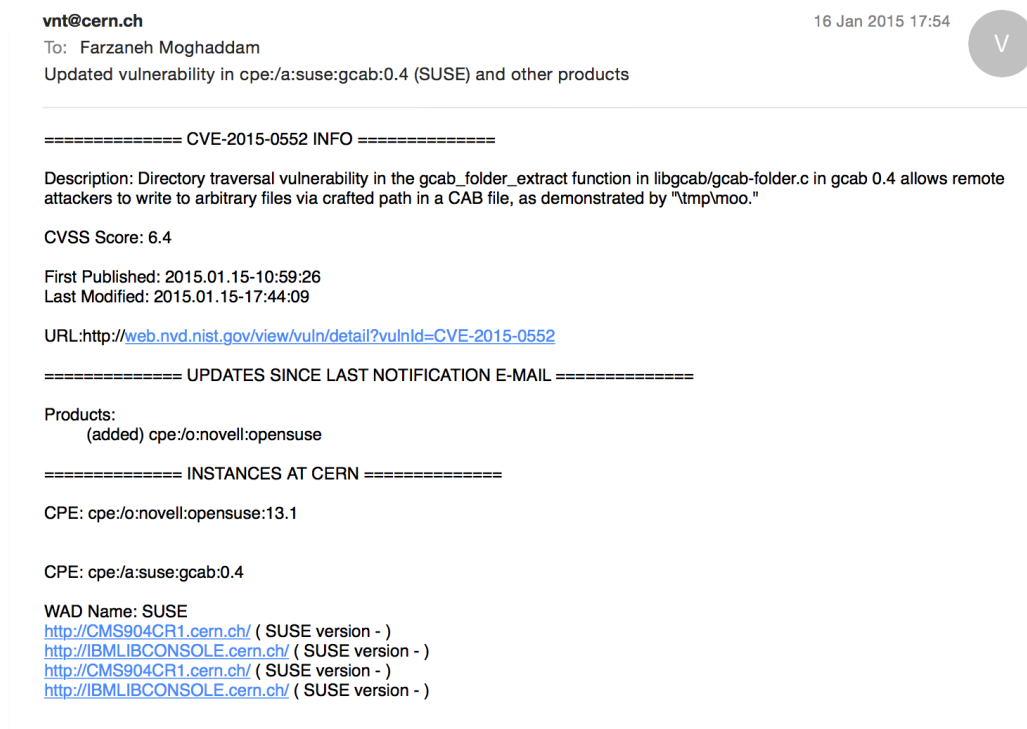 vnt@cern.ch
16 Jan 2015 17:54
V
To: Farzaneh Moghaddam
Updated vulnerability in cpe:/a:suse:gcab:0.4 (SUSE) and other products
============== CVE-2015-0552 INFO ==============
Description: Directory traversal vulnerability in the gcab_folder_extract function in libgcab/gcab-folder.c in gcab 0.4 allows remote
attackers to write to arbitrary files via crafted path in a CAB file, as demonstrated by "\tmp\moo."
CVSS Score: 6.4
First Published: 2015.01.15-10:59:26
Last Modified: 2015.01.15-17:44:09
URL:http://web.nvd.nist.gov/view/vuln/detail?vulnId=CVE-2015-0552
============== UPDATES SINCE LAST NOTIFICATION E-MAIL ==============
Products:
(added) cpe:/o:novell:opensuse
============== INSTANCES AT CERN ==============
CPE: cpe:/o:novell:opensuse:13.1
CPE: cpe:/a:suse:gcab:0.4
WAD Name: SUSE
http://CMS904CR1.cern.ch/ ( SUSE version - )
http://IBMLIBCONSOLE.cern.ch/ ( SUSE version - )
http://CMS904CR1.cern.ch/ ( SUSE version - )
http://IBMLIBCONSOLE.cern.ch/ ( SUSE version - )